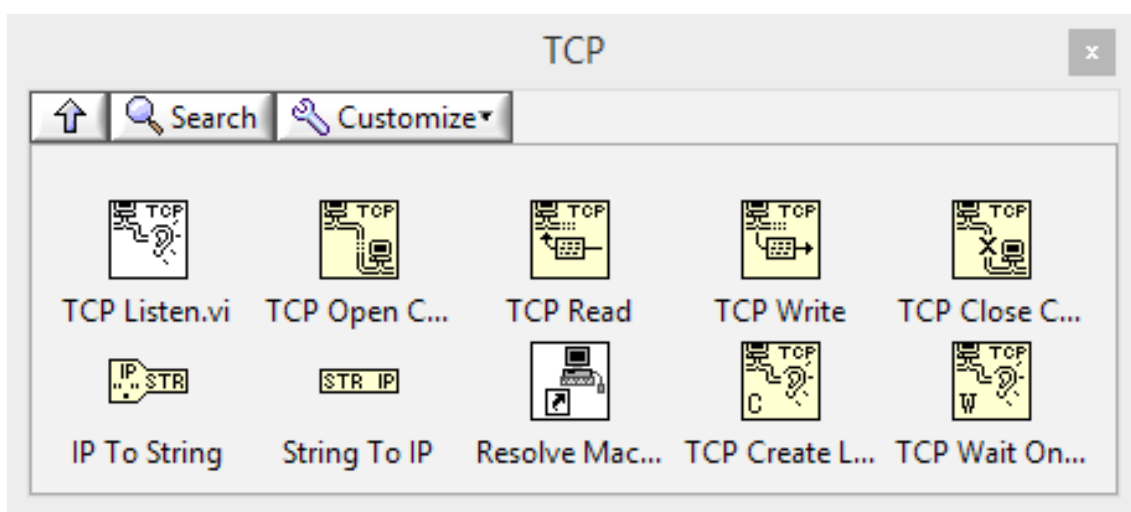 TCP
x
Search Customize
TCP TCP TCP TCP TCP
TCP Listen.vi TCP Open C... TCP Read TCP Write TCP Close C...
IP STR STR IP C TCP W TCP
IP To String String To IP Resolve Mac... TCP Create L... TCP Wait On...